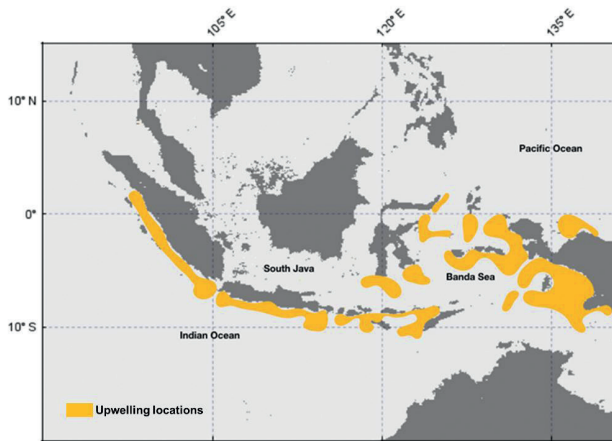 105° E
120° E
135° E
10° N
Pacific Ocean
0°
South Java
Banda Sea
10° S
Indian Ocean
Upwelling locations